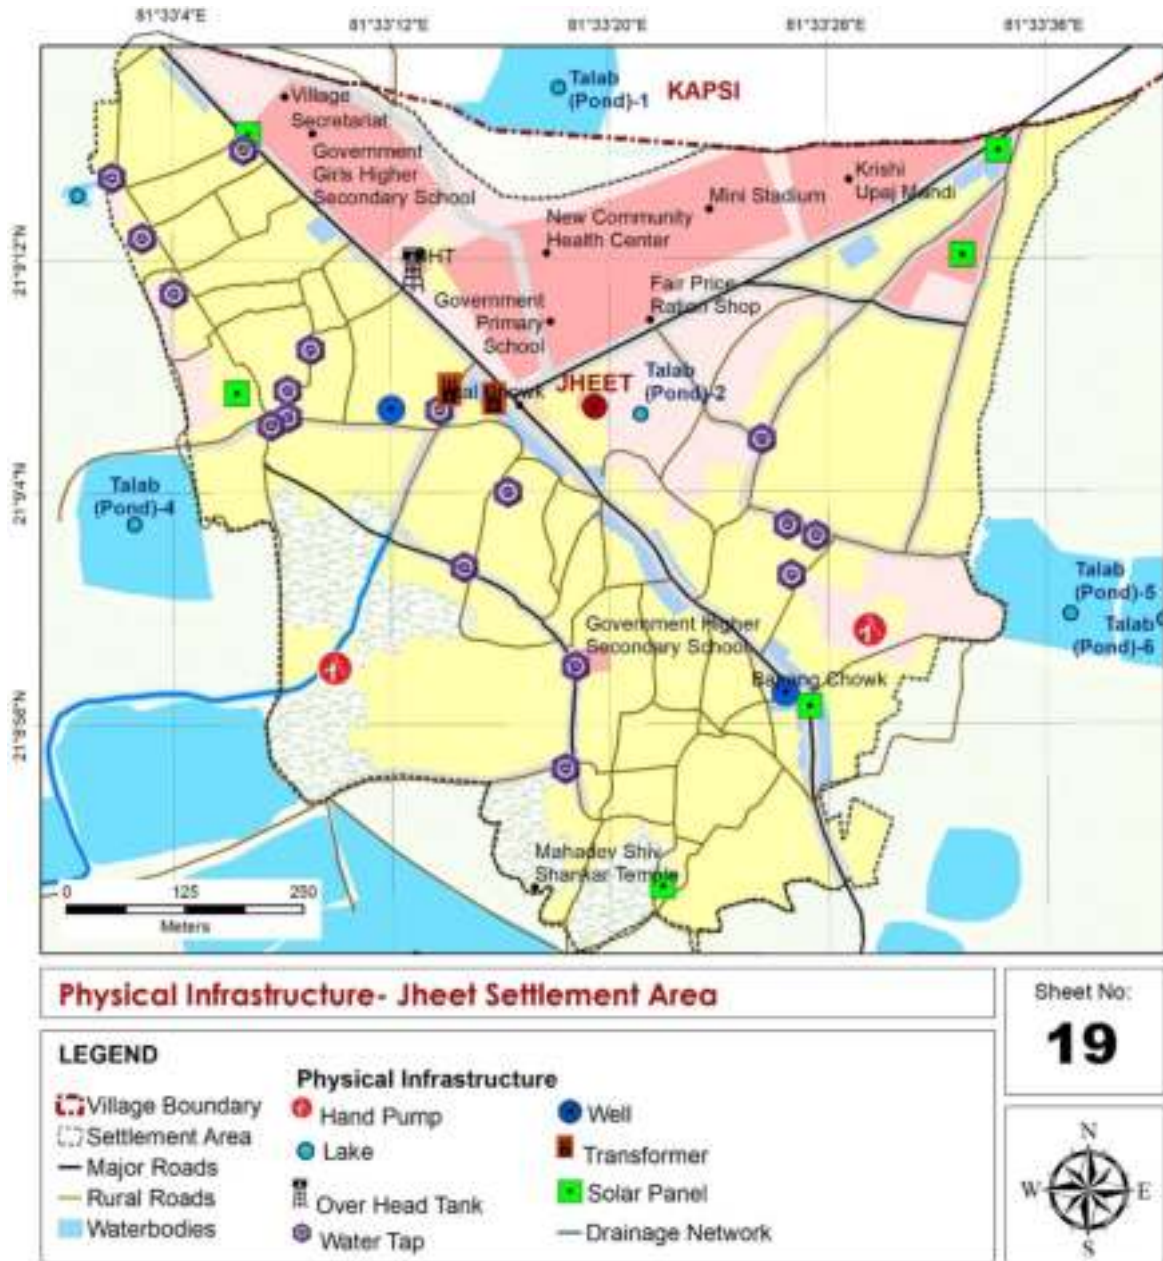 81°33'4"E
81°33'12"E
81°33'20"E
81°33'36"E
21°9'12"N
21°9'4"N
21°8'56"N
Talab
(Pond)-1
KAPSI
Village
Secretariat
Government
Girls Higher
Secondary School
Krishi
Upaj Mandi
Mini Stadium
New Community
Health Center
OHT
Fair Price
Ration Shop
Government
Primary
School
JHEET
Talab
(Pond)-2
Chowk
Talab
(Pond)-4
Talab
(Pond)-5
Talab
(Pond)-6
Government Higher
Secondary School
Chowk
Mahadev Shiv
Shankar Temple
0 125 250
Meters
Physical Infrastructure- Jheet Settlement Area
Sheet No:
19
LEGEND
Village Boundary
Settlement Area
Major Roads
Rural Roads
Waterbodies
Physical Infrastructure
Hand Pump
Lake
Over Head Tank
Water Tap
Well
Transformer
Solar Panel
Drainage Network
N
W E
S